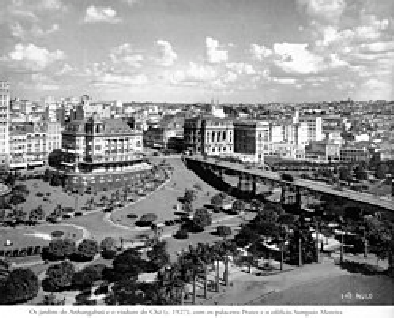 Os jardins do Anhangabaú e o viaduto do Chá (c. 1927), com os palacetes Prates e o edifício Sampaio Moreira.